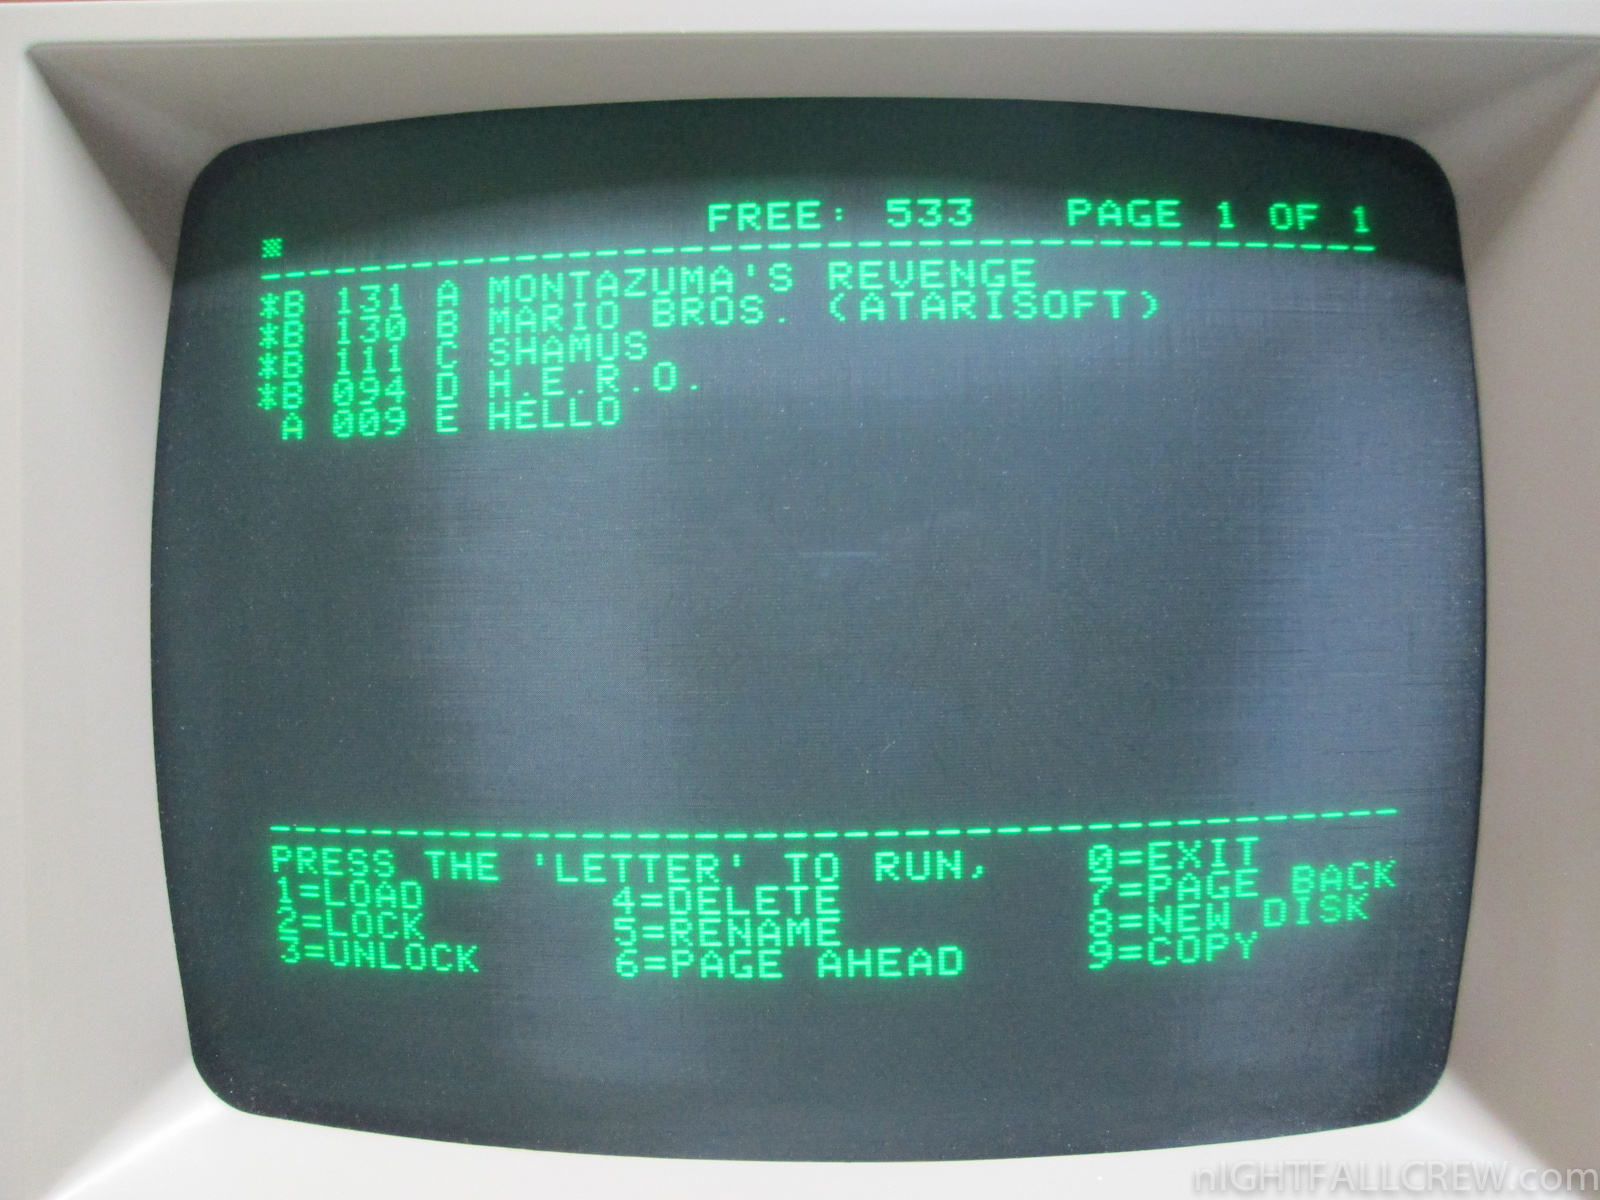 FREE: 533 PAGE 1 OF 1
*B 131 A MONTAZUMA'S REVENGE
*B 130 B MARIO BROS. (ATARISOFT)
*B 111 C SHAMUS
*B 094 D H.E.R.O.
A 009 E HELLO
PRESS THE 'LETTER' TO RUN, 0=EXIT
1=LOAD 4=DELETE 7=PAGE BACK
2=LOCK 5=RENAME 8=NEW DISK
3=UNLOCK 6=PAGE AHEAD 9=COPY
nIGHTFALLCREW.com